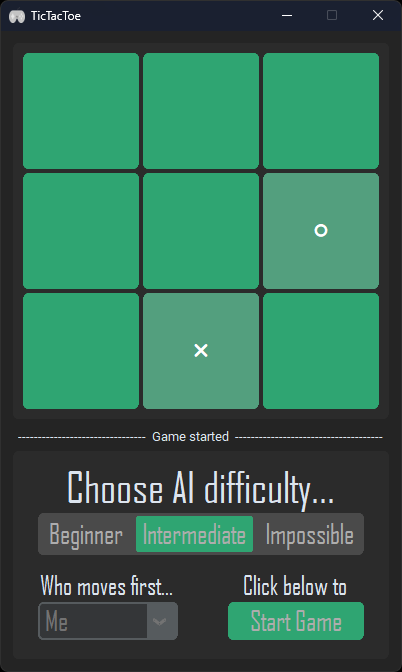 TicTacToe
○
×
-------------------------------- Game started -------------------------------------
Choose AI difficulty...
Beginner Intermediate Impossible
Who moves first... Click below to
Me Start Game